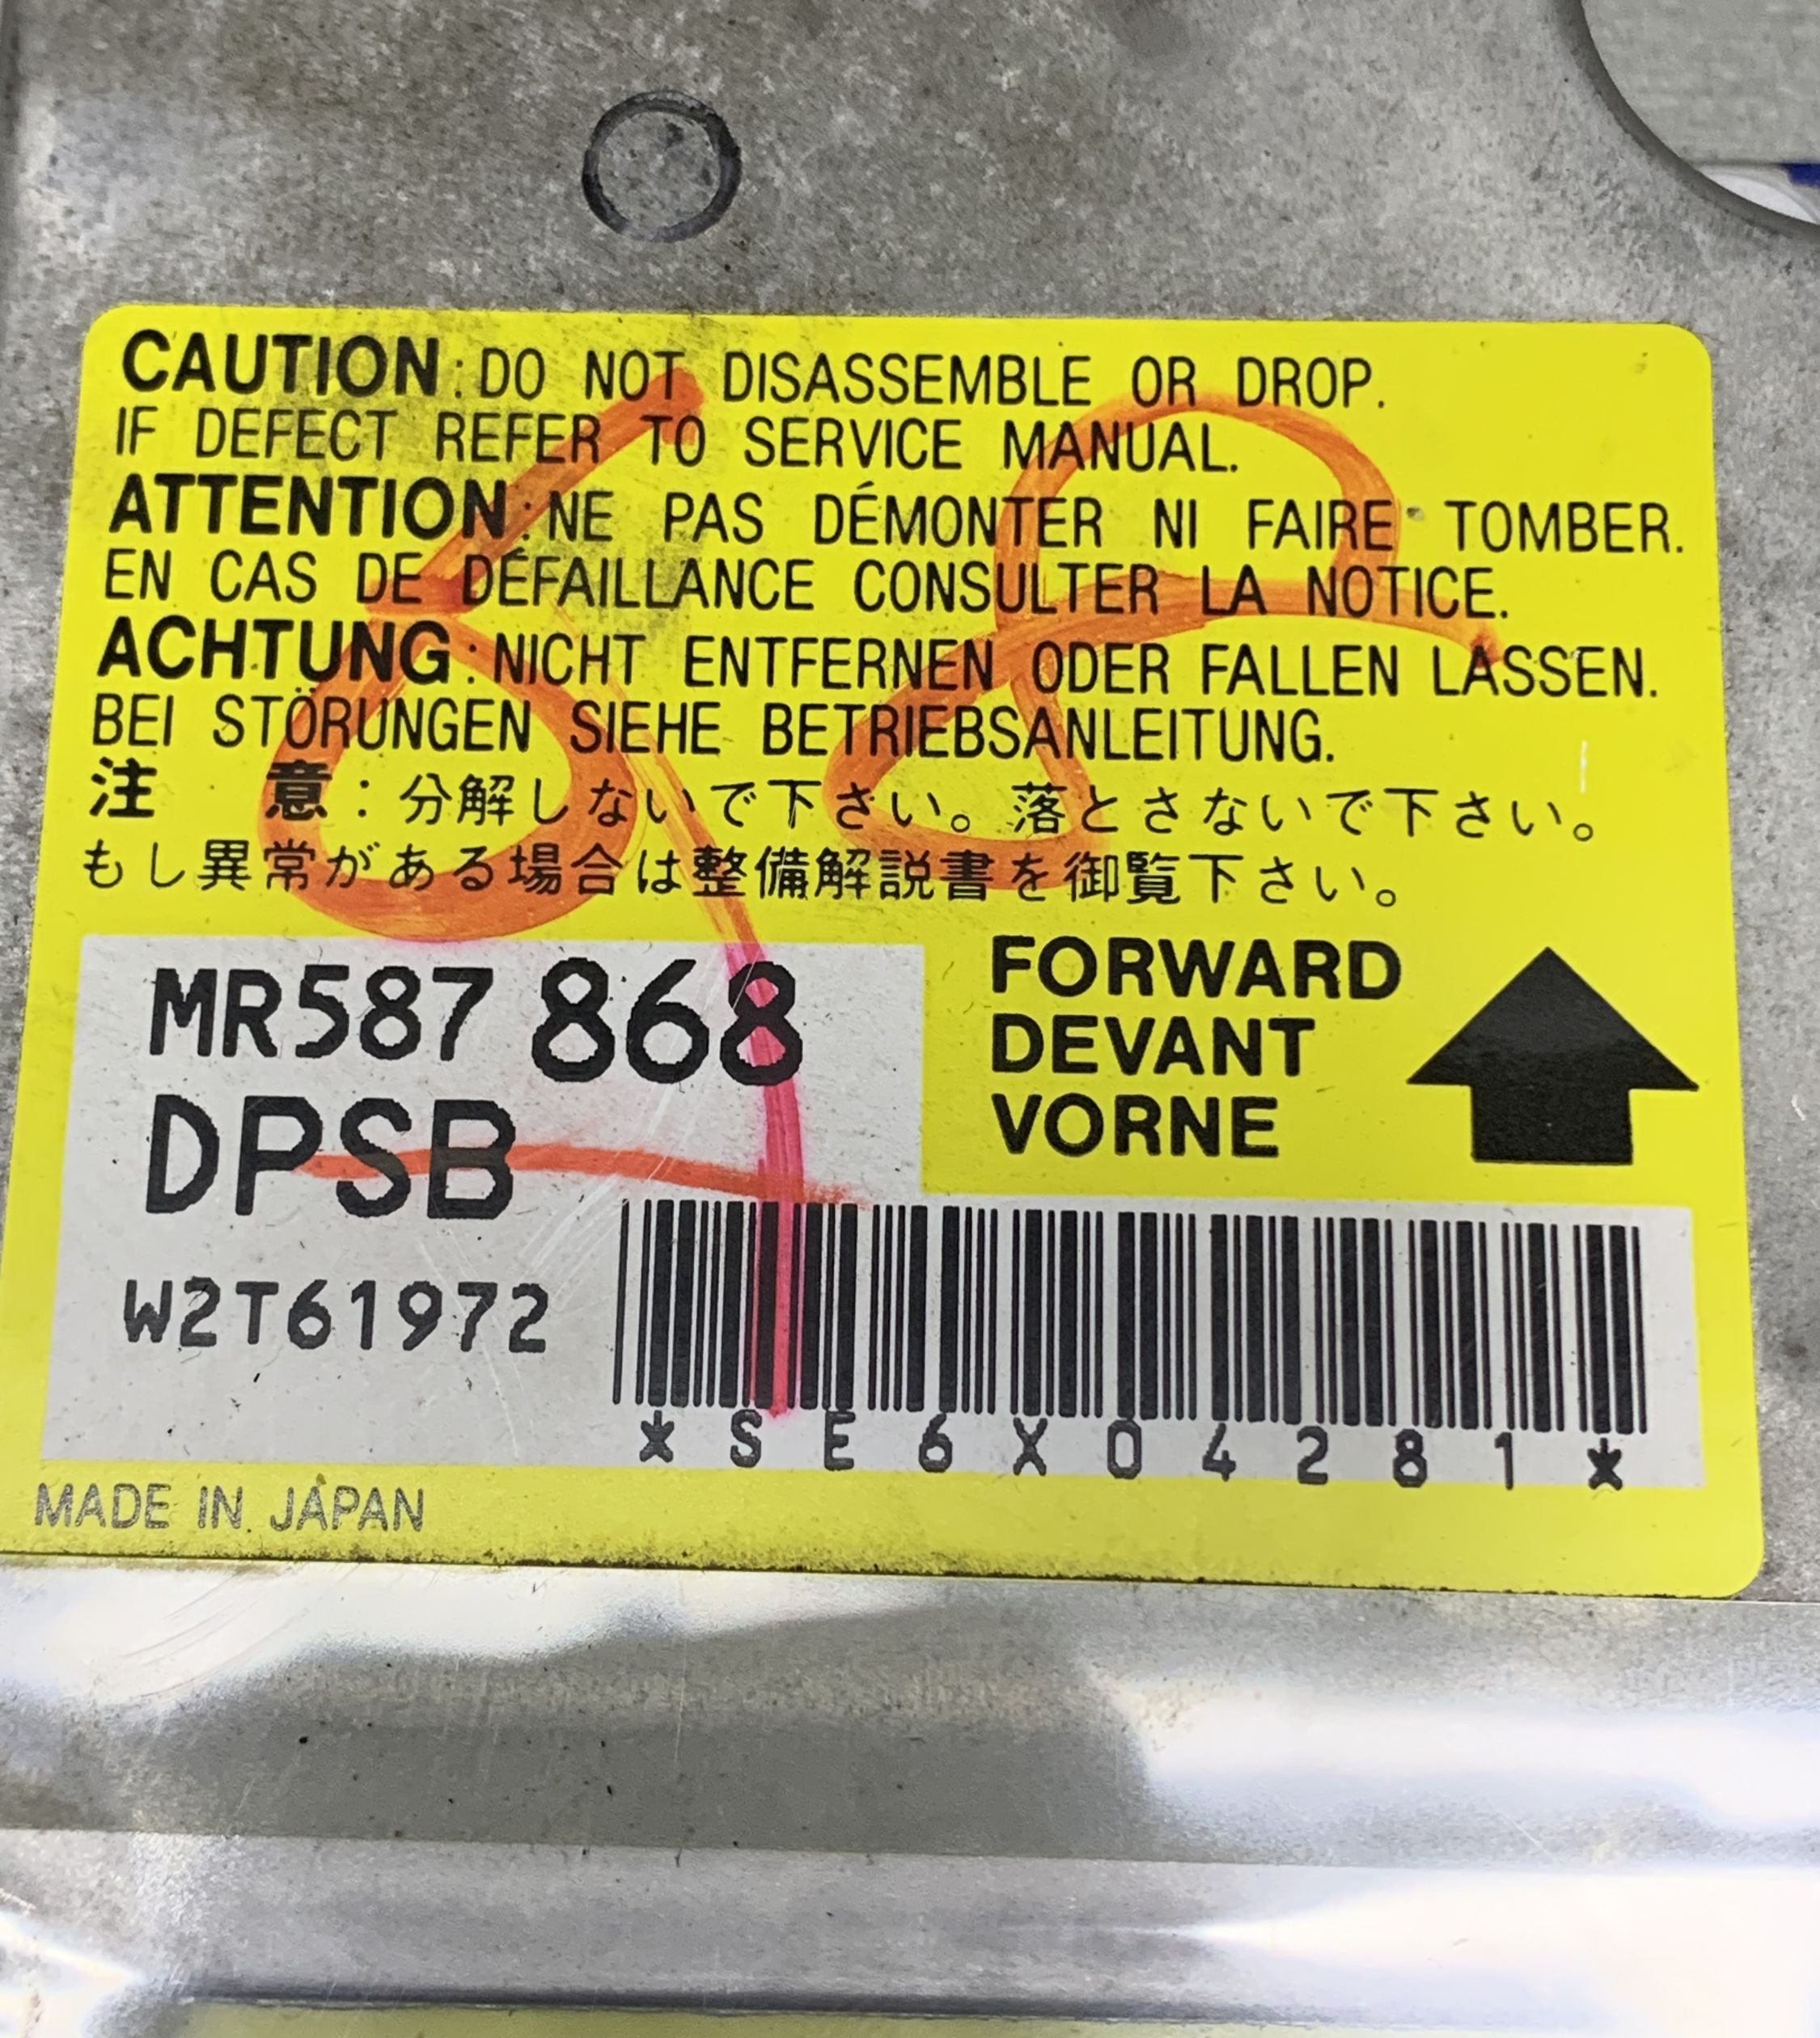 CAUTION: DO NOT DISASSEMBLE OR DROP.
IF DEFECT REFER TO SERVICE MANUAL.
ATTENTION: NE PAS DÉMONTER NI FAIRE TOMBER.
EN CAS DE DÉFAILLANCE CONSULTER LA NOTICE.
ACHTUNG: NICHT ENTFERNEN ODER FALLEN LASSEN.
BEI STÖRUNGEN SIEHE BETRIEBSANLEITUNG.
注 意:分解しないで下さい。落とさないで下さい。
もし異常がある場合は整備解説書を御覧下さい。
MR587 868
DPSB
W2T61972
FORWARD
DEVANT
VORNE
*SE6X04281*
MADE IN JAPAN